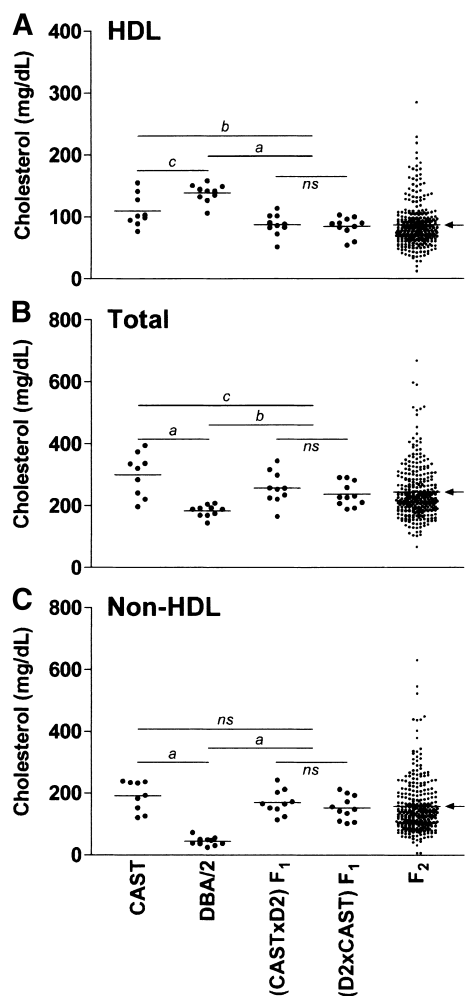 A HDL
Cholesterol (mg/dL)
400
300
200
100
0
b
c
a
ns
B Total
Cholesterol (mg/dL)
800
600
400
200
0
c
a
b
ns
C Non-HDL
Cholesterol (mg/dL)
800
600
400
200
0
ns
a
a
ns
CAST
DBA/2
(CASTxD2) F1
(D2xCAST) F1
F2